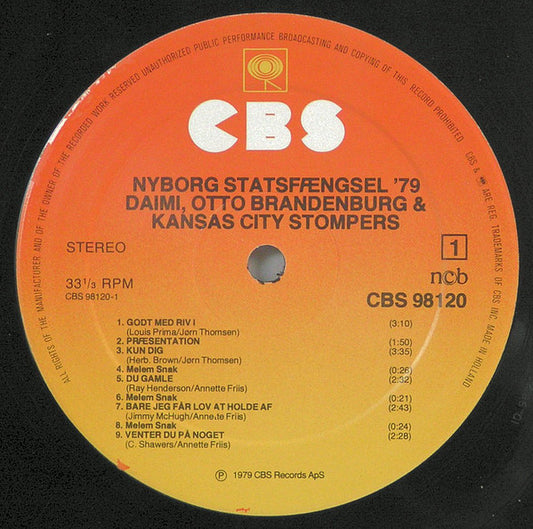 ALL RIGHTS OF THE MANUFACTURER AND OF THE OWNER OF THE RECORDED WORK RESERVED UNAUTHORIZED PUBLIC PERFORMANCE BROADCASTING AND COPYING OF THIS RECORD PROHIBITED
CBS & ARE REG. TRADEMARKS OF CBS INC. MADE IN HOLLAND
CBS
NYBORG STATSFÆNGSEL '79
DAIMI, OTTO BRANDENBURG &
KANSAS CITY STOMPERS
STEREO
1
33 1/3 RPM
ncb
CBS 98120-1
CBS 98120
1. GODT MED RIV I (3:10)
(Louis Prima/Jørn Thomsen)
2. PRÆSENTATION (1:50)
3. KUN DIG (3:35)
(Herb. Brown/Jørn Thomsen)
4. Melem Snak (0:26)
5. DU GAMLE (2:32)
(Ray Henderson/Annette Friis)
6. Melem Snak (0:21)
7. BARE JEG FÅR LOV AT HOLDE AF (2:43)
(Jimmy McHugh/Annette Friis)
8. Melem Snak (0:24)
9. VENTER DU PÅ NOGET (2:28)
(C. Shawers/Annette Friis)
Ⓟ 1979 CBS Records ApS